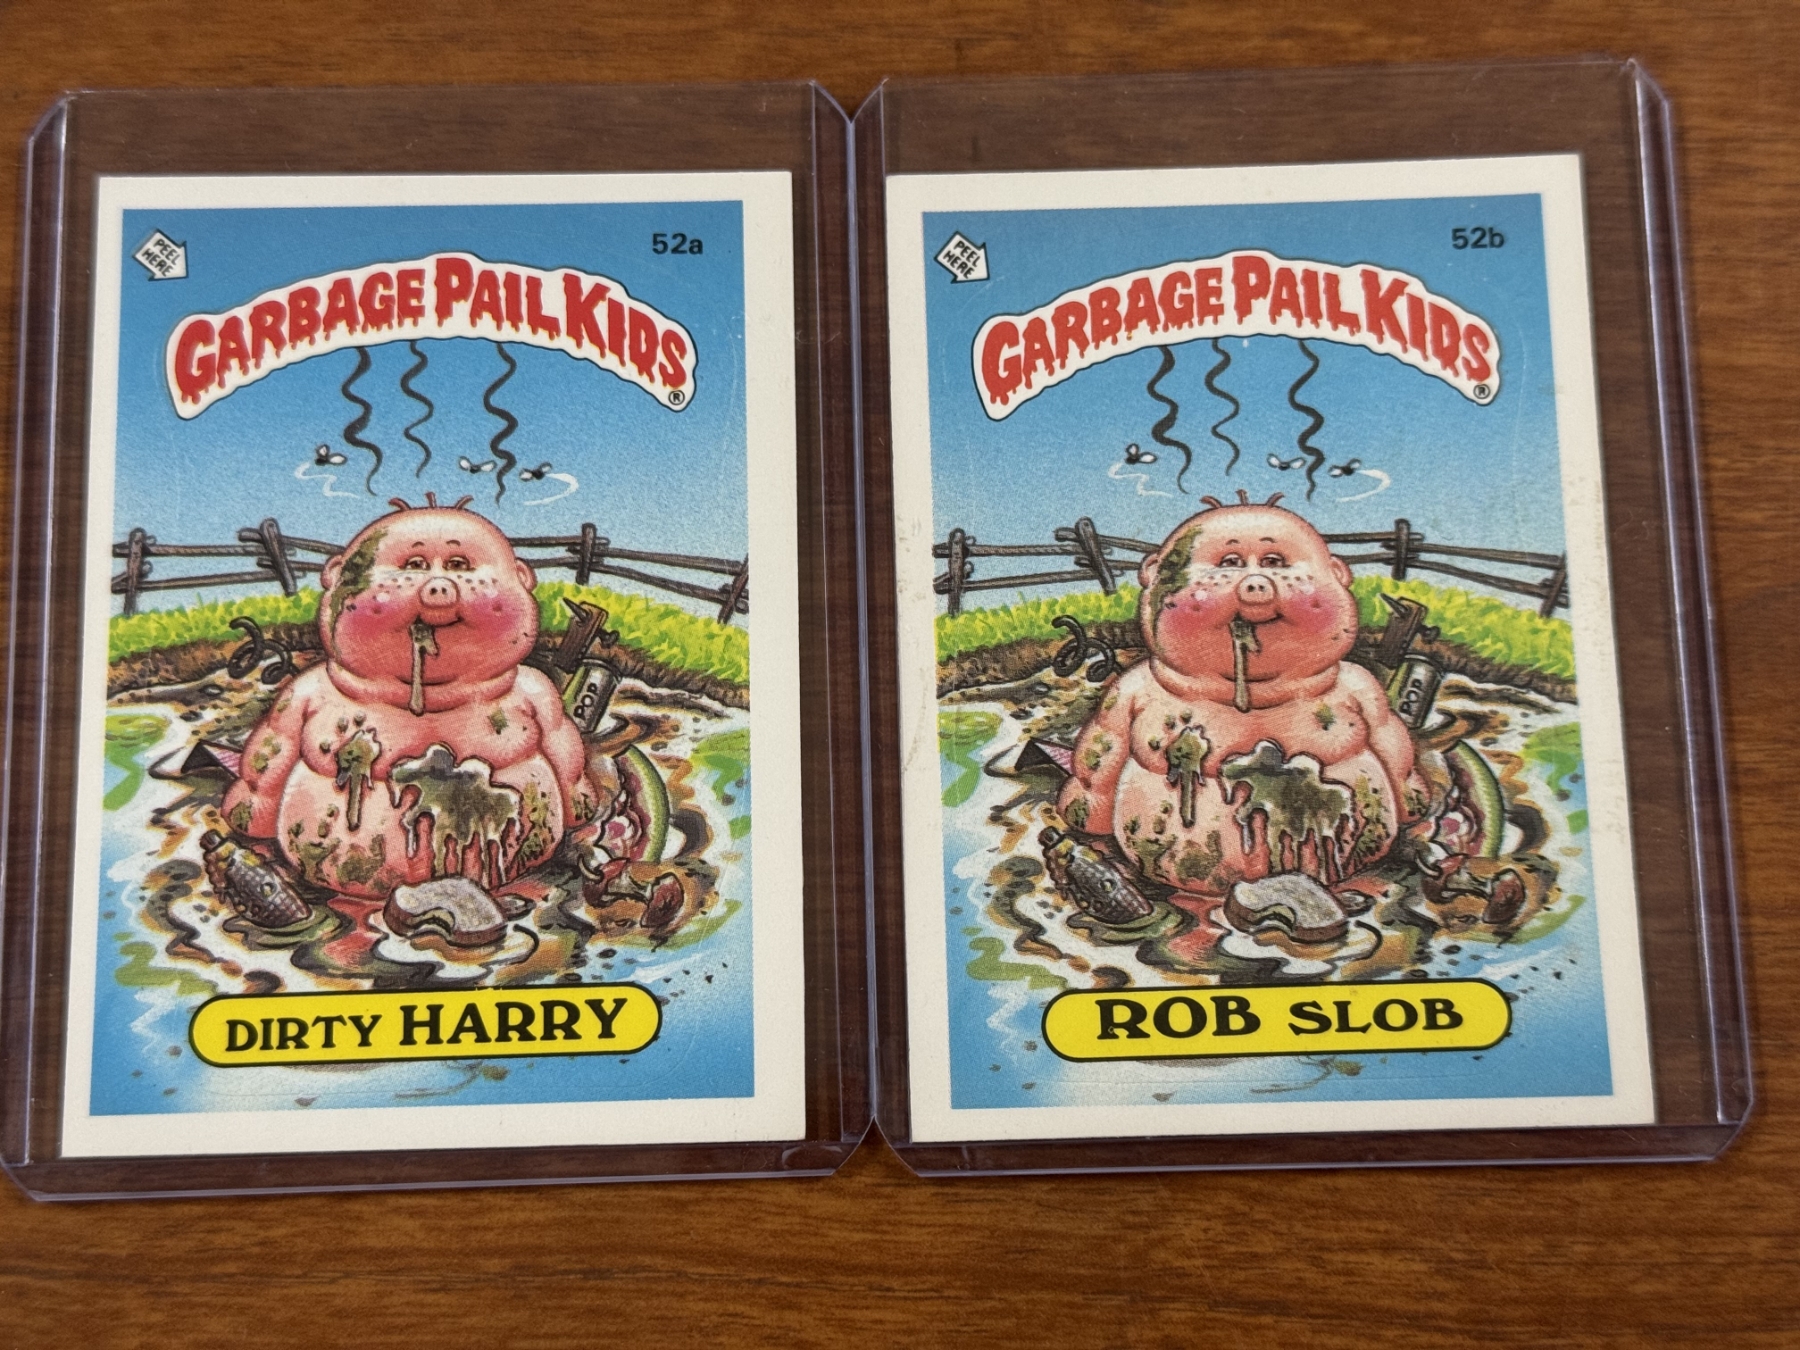 PEEL HERE
52a
GARBAGE PAIL KIDS
®
POP
DIRTY HARRY
PEEL HERE
52b
GARBAGE PAIL KIDS
®
POP
ROB SLOB